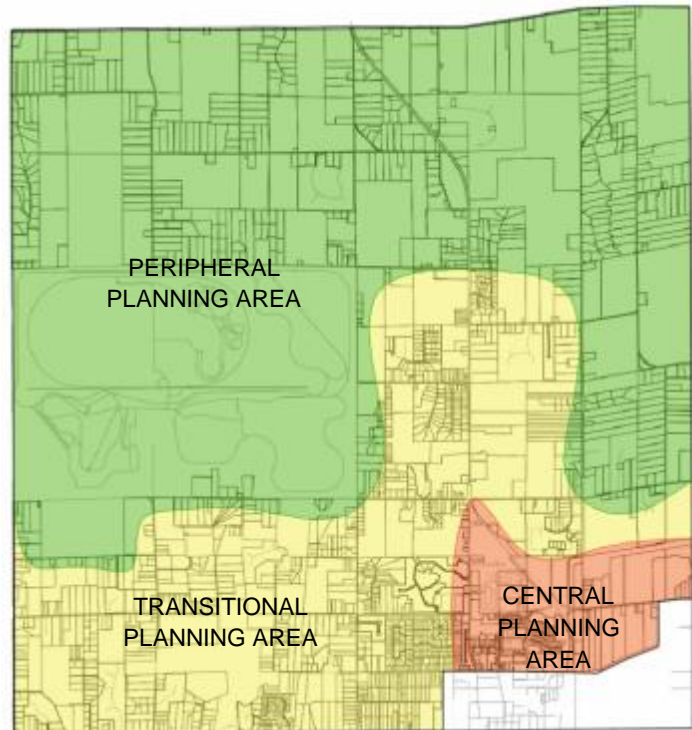 PERIPHERAL
PLANNING AREA
TRANSITIONAL
PLANNING AREA
CENTRAL
PLANNING
AREA